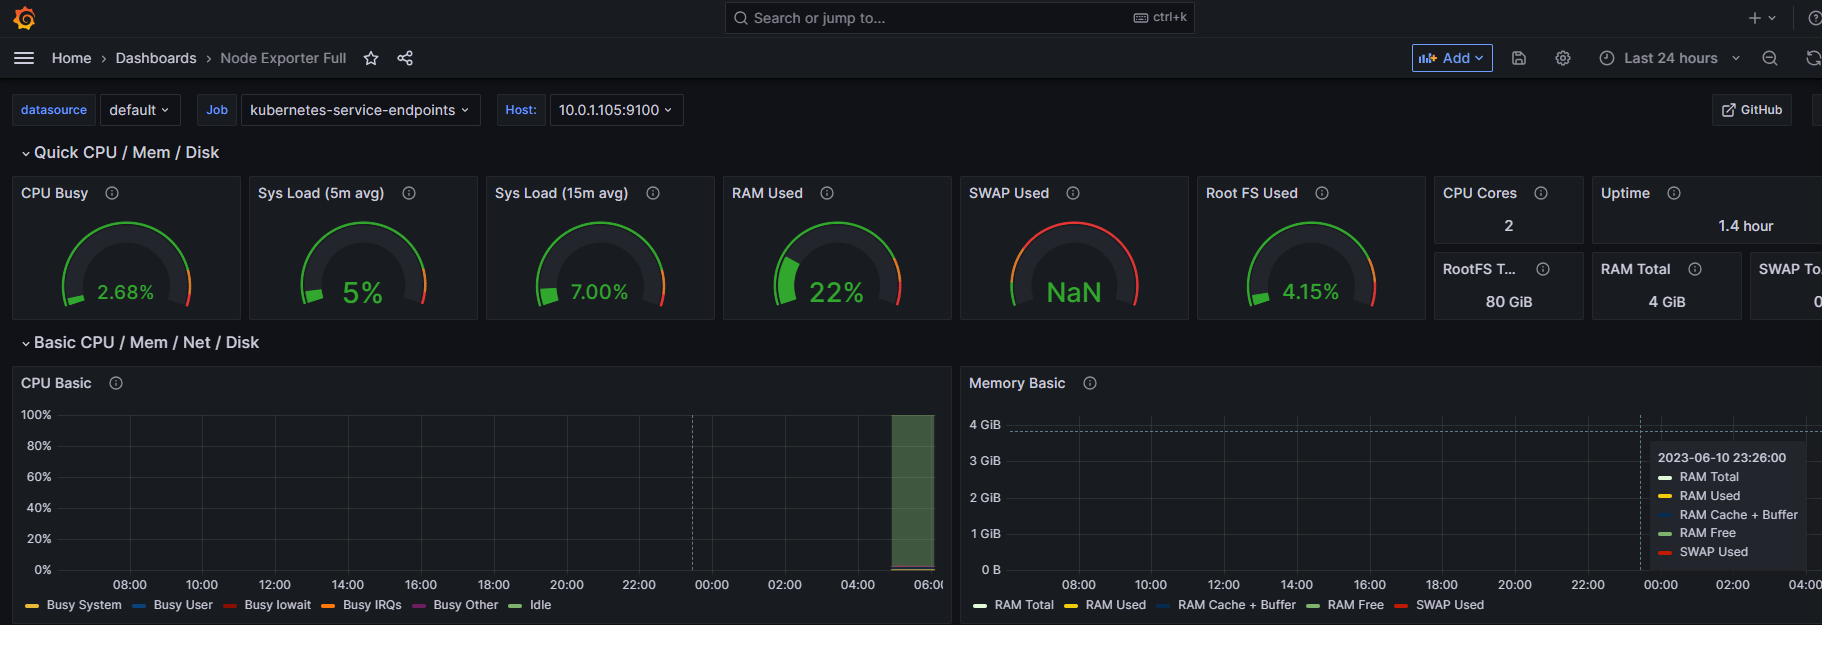 Search or jump to... ctrl+k
Home › Dashboards › Node Exporter Full Add Last 24 hours
datasource default Job kubernetes-service-endpoints Host: 10.0.1.105:9100 GitHub
Quick CPU / Mem / Disk
CPU Busy Sys Load (5m avg) Sys Load (15m avg) RAM Used SWAP Used Root FS Used CPU Cores Uptime
2 1.4 hour
RootFS T... RAM Total SWAP To
2.68% 5% 7.00% 22% NaN 4.15% 80 GiB 4 GiB 0
Basic CPU / Mem / Net / Disk
CPU Basic
100%
80%
60%
40%
20%
0%
08:00 10:00 12:00 14:00 16:00 18:00 20:00 22:00 00:00 02:00 04:00 06:00
Busy System Busy User Busy Iowait Busy IRQs Busy Other Idle
Memory Basic
4 GiB
3 GiB
2 GiB
1 GiB
0 B
2023-06-10 23:26:00
RAM Total
RAM Used
RAM Cache + Buffer
RAM Free
SWAP Used
08:00 10:00 12:00 14:00 16:00 18:00 20:00 22:00 00:00 02:00 04:00
RAM Total RAM Used RAM Cache + Buffer RAM Free SWAP Used